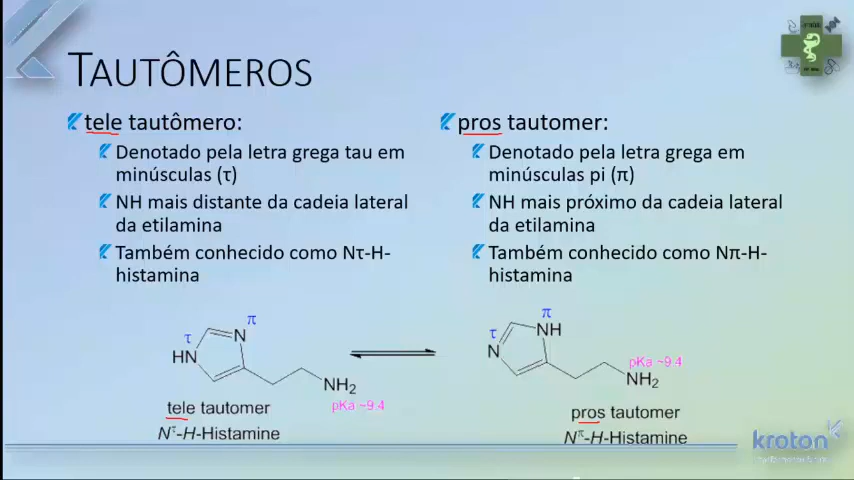 TAUTÔMEROS
tele tautômero:
Denotado pela letra grega tau em
minúsculas (τ)
NH mais distante da cadeia lateral
da etilamina
Também conhecido como Nτ-H-
histamina
pros tautomer:
Denotado pela letra grega em
minúsculas pi (π)
NH mais próximo da cadeia lateral
da etilamina
Também conhecido como Nπ-H-
histamina
π
τ
N
HN
NH2
pKa ~9.4
tele tautomer
Nτ-H-Histamine
π
τ
NH
N
pKa ~9.4
NH2
pros tautomer
Nπ-H-Histamine
kroton